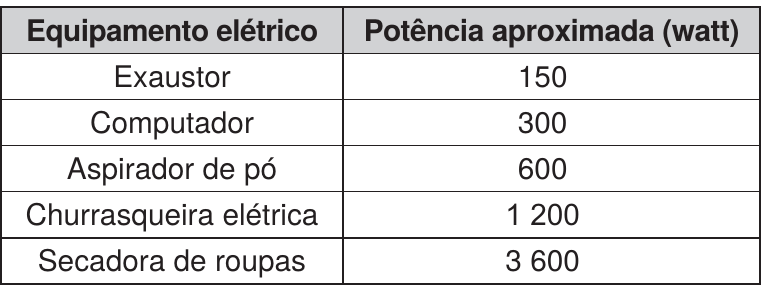 Equipamento elétrico Potência aproximada (watt)
Exaustor 150
Computador 300
Aspirador de pó 600
Churrasqueira elétrica 1 200
Secadora de roupas 3 600